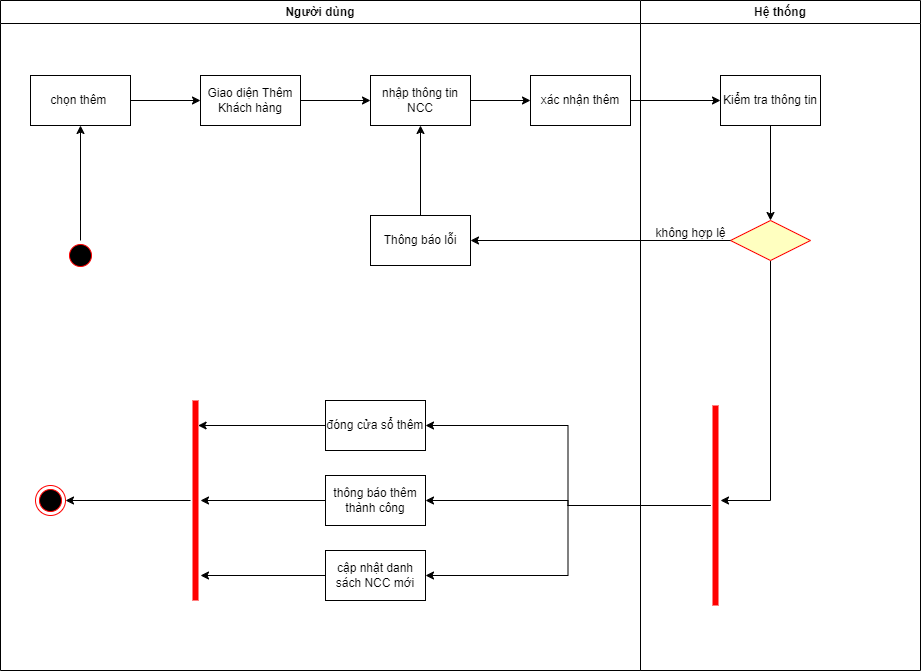 Người dùng
Hệ thống
chọn thêm
Giao diện Thêm
Khách hàng
nhập thông tin
NCC
xác nhận thêm
Kiểm tra thông tin
Thông báo lỗi
không hợp lệ
đóng cửa sổ thêm
thông báo thêm
thành công
cập nhật danh
sách NCC mới